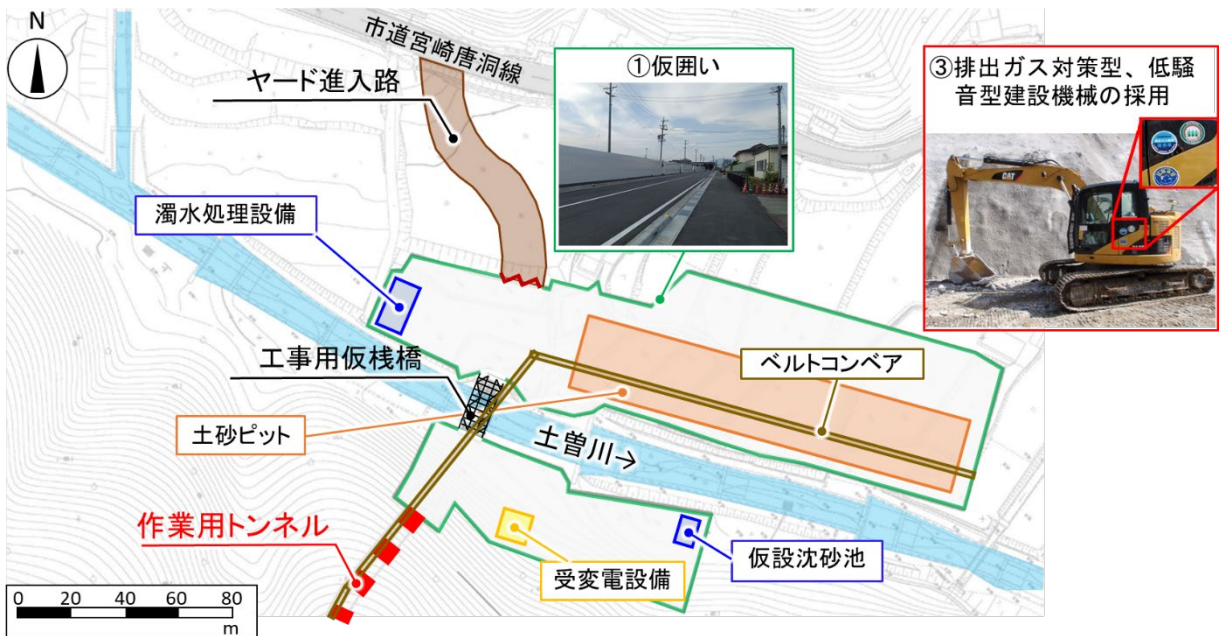 N
市道宮崎唐洞線
ヤード進入路
①仮囲い
③排出ガス対策型、低騒
音型建設機械の採用
CAT
濁水処理設備
工事用仮桟橋
ベルトコンベア
土砂ピット
土曽川→
作業用トンネル
受変電設備
仮設沈砂池
0 20 40 60 80
m